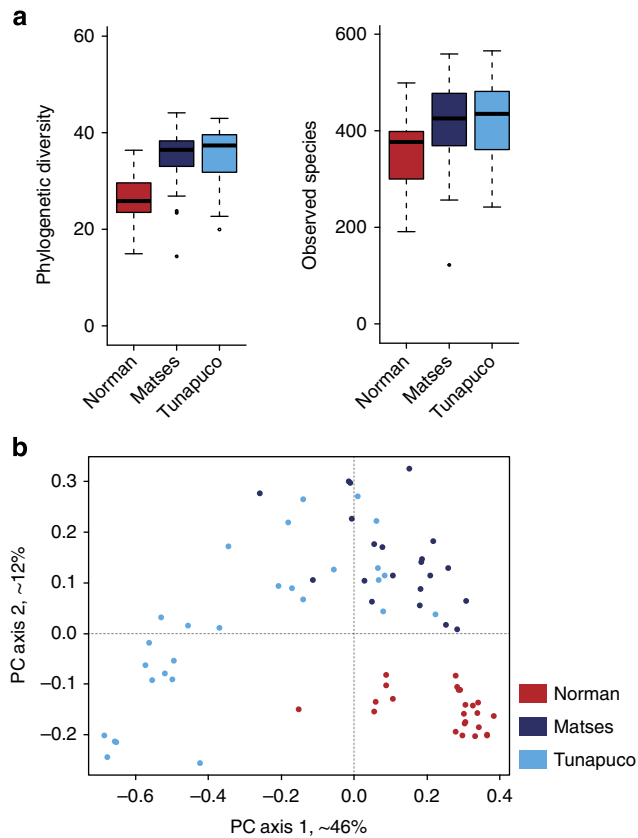 a
Phylogenetic diversity
60
40
20
0
Norman
Matses
Tunapuco
Observed species
600
400
200
0
Norman
Matses
Tunapuco
b
PC axis 2, ~12%
0.3
0.2
0.1
0.0
–0.1
–0.2
–0.6
–0.4
–0.2
0.0
0.2
0.4
PC axis 1, ~46%
Norman
Matses
Tunapuco